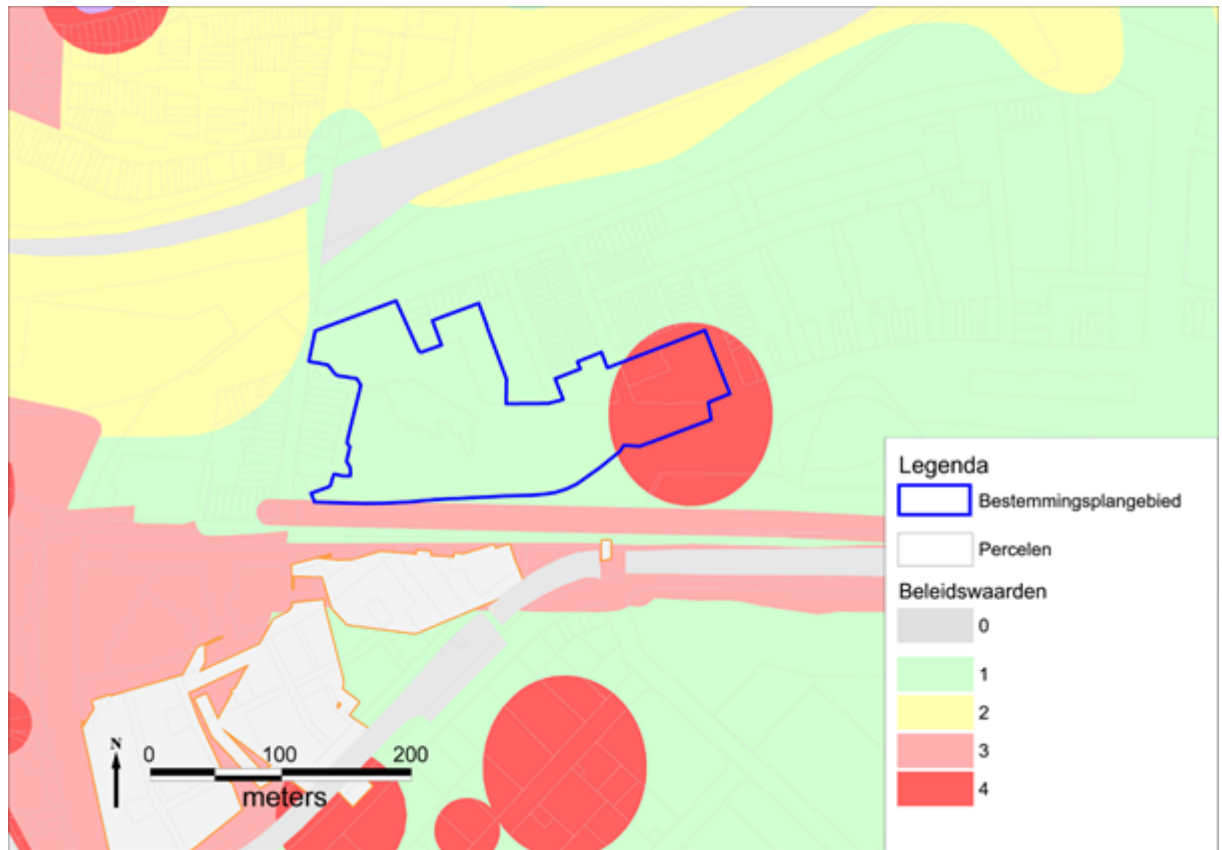 Legenda
Bestemmingsplangebied
Percelen
Beleidswaarden
0
1
2
3
4
N
0 100 200
meters